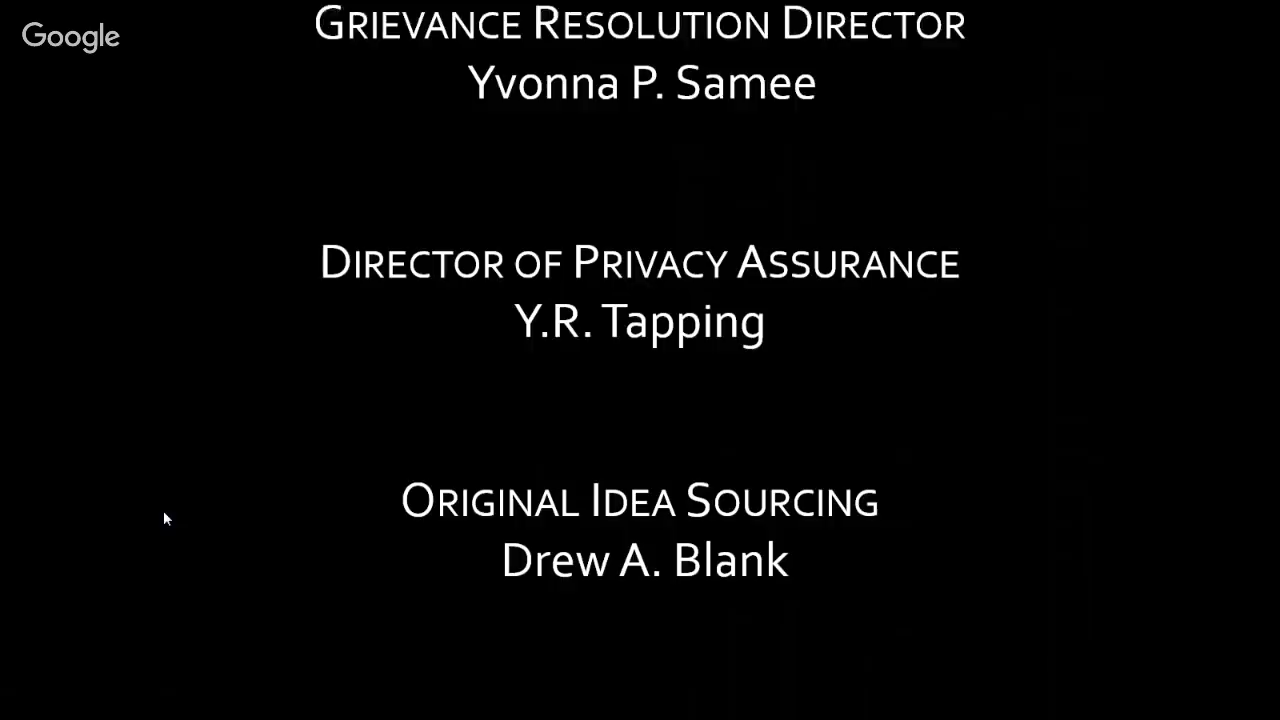 Google
GRIEVANCE RESOLUTION DIRECTOR
Yvonna P. Samee
DIRECTOR OF PRIVACY ASSURANCE
Y.R. Tapping
ORIGINAL IDEA SOURCING
Drew A. Blank